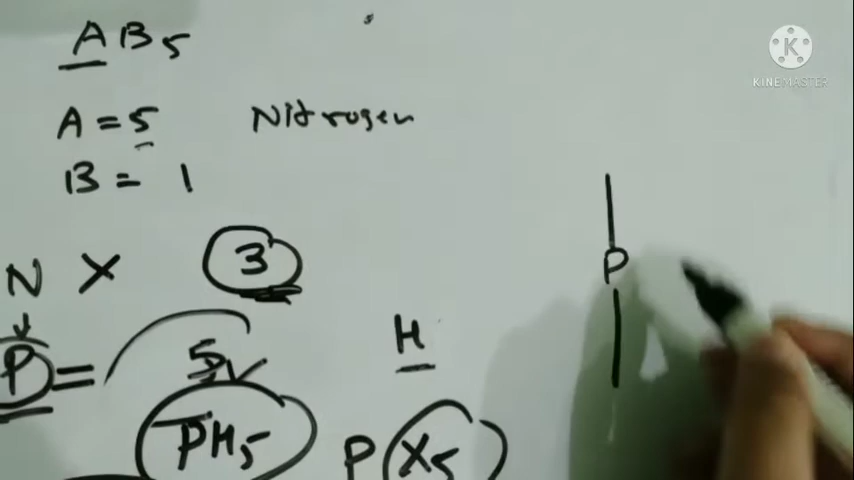 AB5
A = 5 Nitrogen
B = 1
N X 3
P = 5
H
PH5
P X5
P
K
KINEMASTER